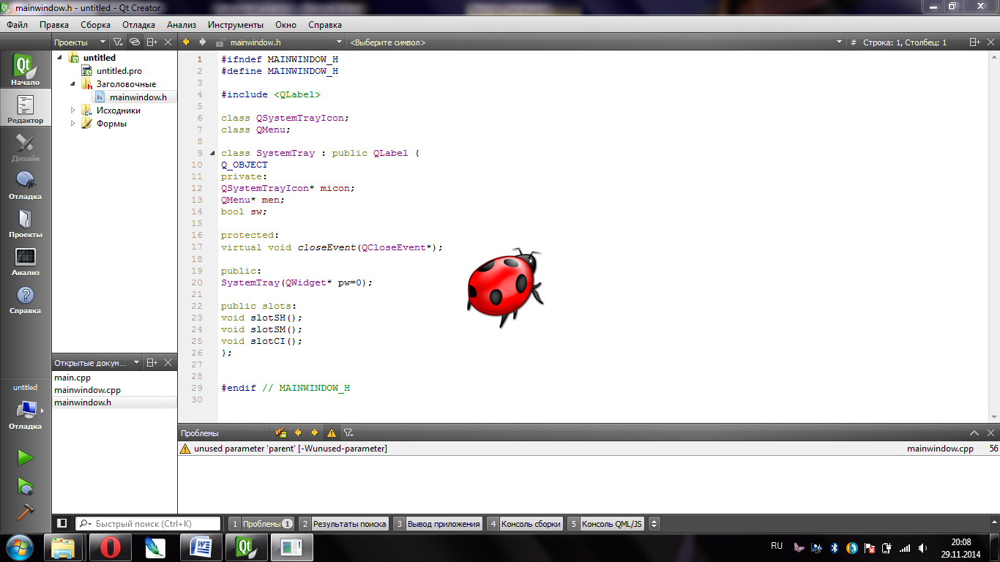 mainwindow.h - untitled - Qt Creator
Файл Правка Сборка Отладка Анализ Инструменты Окно Справка
Проекты
mainwindow.h
<Выберите символ>
# Строка: 1, Столбец: 1
Qt
Начало
Редактор
Дизайн
Отладка
Проекты
Анализ
Справка
untitled
Отладка
untitled
untitled.pro
Заголовочные
mainwindow.h
Исходники
Формы
Открытые докум...
main.cpp
mainwindow.cpp
mainwindow.h
1 #ifndef MAINWINDOW_H
2 #define MAINWINDOW_H
3
4 #include <QLabel>
5
6 class QSystemTrayIcon;
7 class QMenu;
8
9 class SystemTray : public QLabel {
10 Q_OBJECT
11 private:
12 QSystemTrayIcon* micon;
13 QMenu* men;
14 bool sw;
15
16 protected:
17 virtual void closeEvent(QCloseEvent*);
18
19 public:
20 SystemTray(QWidget* pw=0);
21
22 public slots:
23 void slotSH();
24 void slotSM();
25 void slotCI();
26 };
27
28
29 #endif // MAINWINDOW_H
30
Проблемы
unused parameter 'parent' [-Wunused-parameter] mainwindow.cpp 56
Быстрый поиск (Ctrl+K)
1 Проблемы 1
2 Результаты поиска
3 Вывод приложения
4 Консоль сборки
5 Консоль QML/JS
RU
20:08
29.11.2014